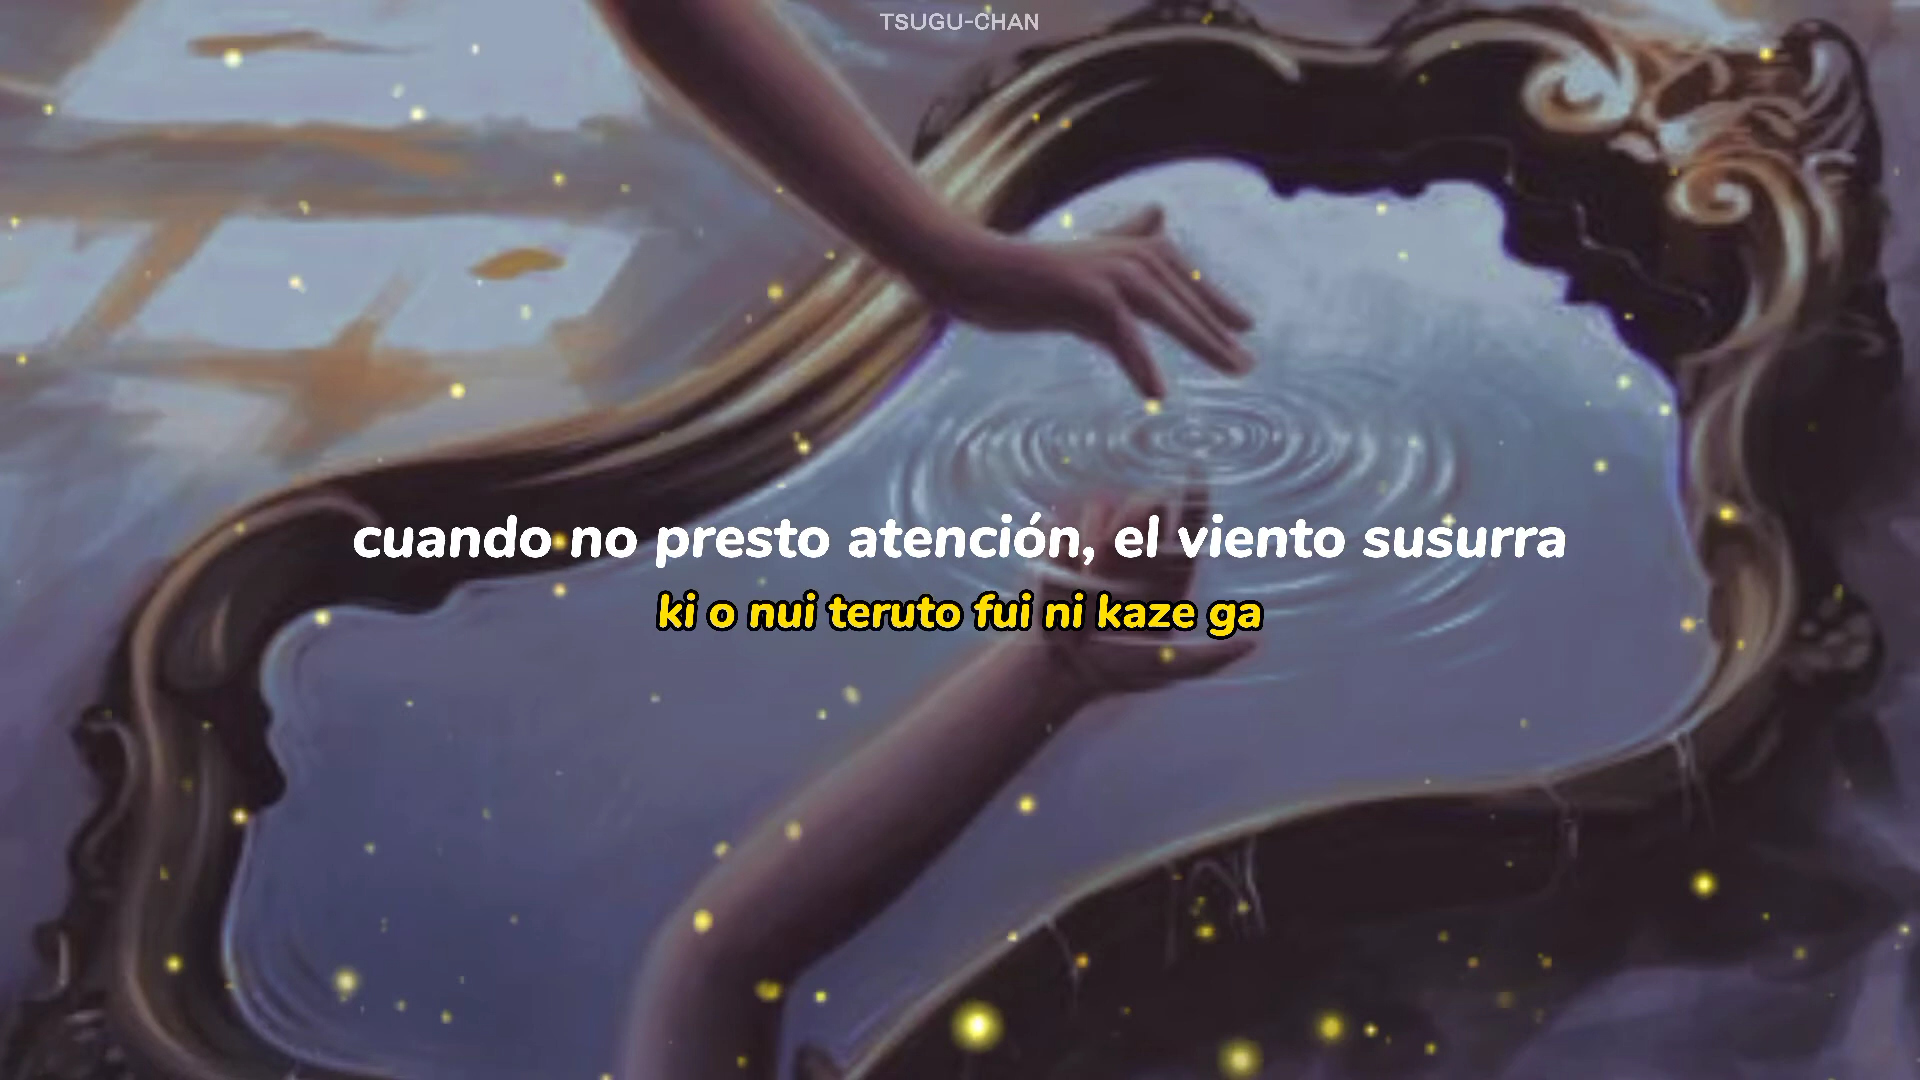 TSUGU-CHAN
cuando no presto atención, el viento susurra
ki o nui teruto fui ni kaze ga